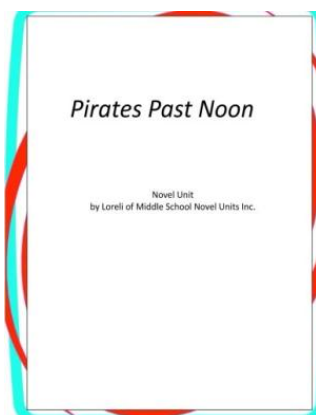 Pirates Past Noon
Novel Unit
by Loreli of Middle School Novel Units Inc.